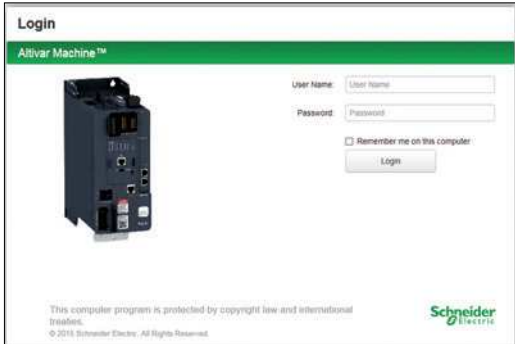 Login
Altivar Machine™
User Name:
User Name
Password:
Password
Remember me on this computer
Login
This computer program is protected by copyright law and international
treaties.
© 2015 Schneider Electric. All Rights Reserved.
Schneider
Electric